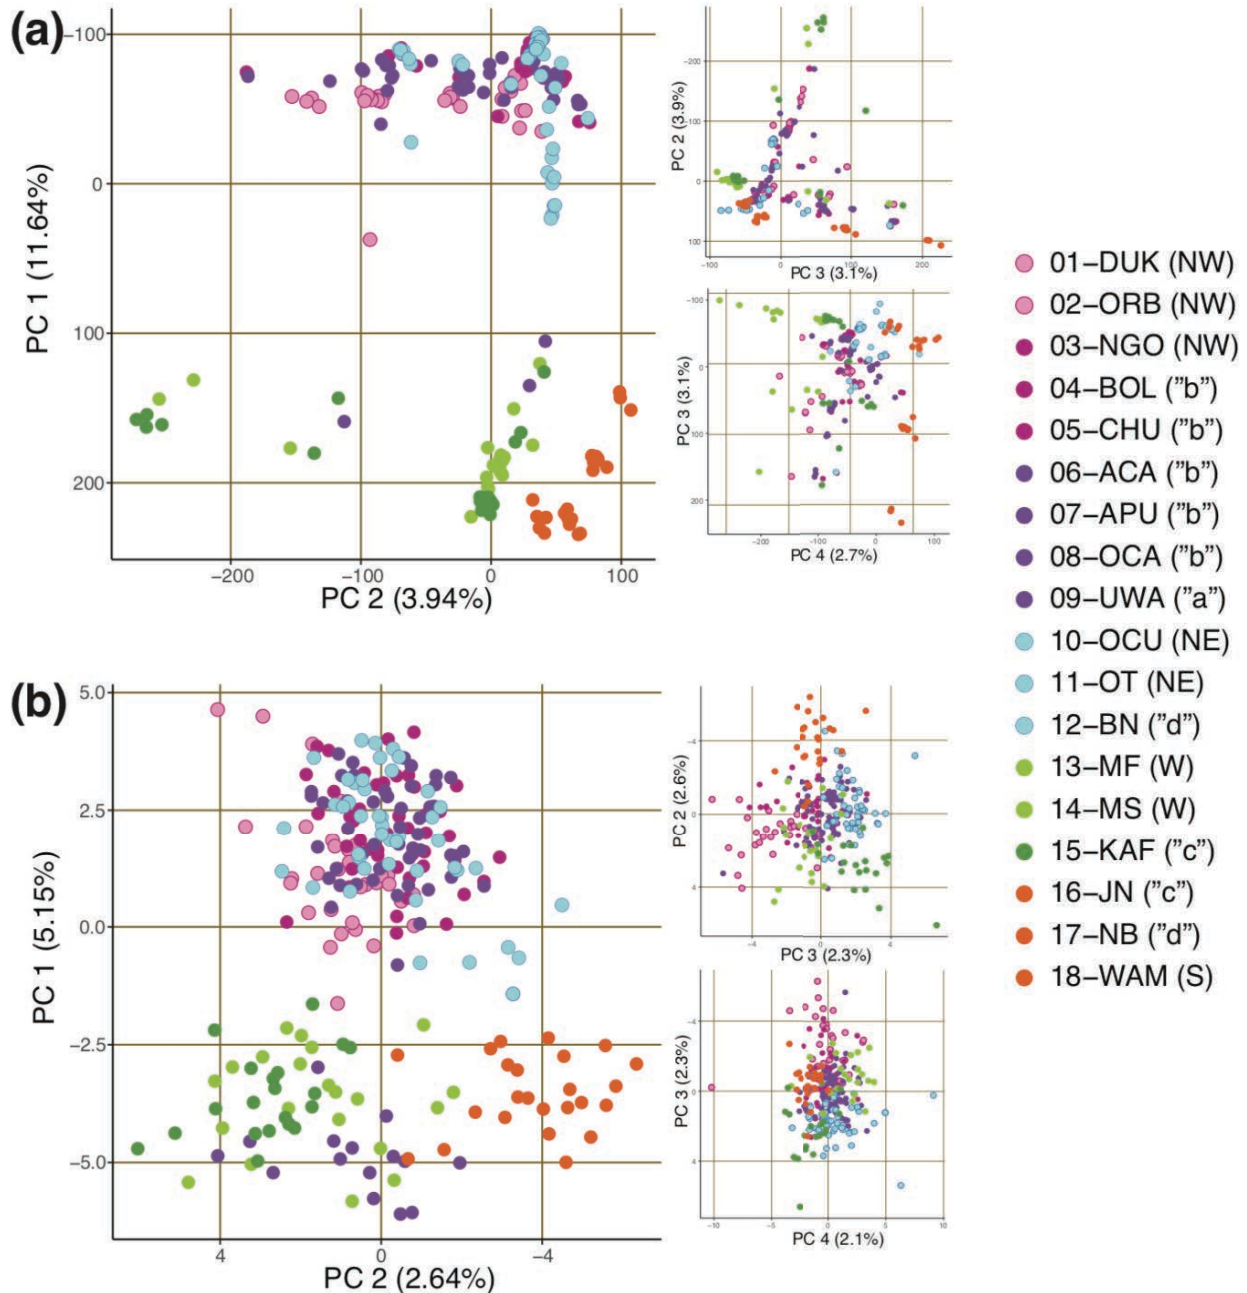 (a)
−100
0
100
200
PC 1 (11.64%)
−200
−100
0
100
PC 2 (3.94%)
−200
−100
0
100
PC 2 (3.9%)
−100
0
100
200
PC 3 (3.1%)
−100
0
100
200
PC 3 (3.1%)
−200
−100
0
100
PC 4 (2.7%)
(b)
5.0
2.5
0.0
−2.5
−5.0
PC 1 (5.15%)
4
0
−4
PC 2 (2.64%)
−4
0
4
PC 2 (2.6%)
−4
0
4
PC 3 (2.3%)
−4
0
4
PC 3 (2.3%)
−10
−5
0
5
10
PC 4 (2.1%)
01−DUK (NW)
02−ORB (NW)
03−NGO (NW)
04−BOL (”b”)
05−CHU (”b”)
06−ACA (”b”)
07−APU (”b”)
08−OCA (”b”)
09−UWA (”a”)
10−OCU (NE)
11−OT (NE)
12−BN (”d”)
13−MF (W)
14−MS (W)
15−KAF (”c”)
16−JN (”c”)
17−NB (”d”)
18−WAM (S)